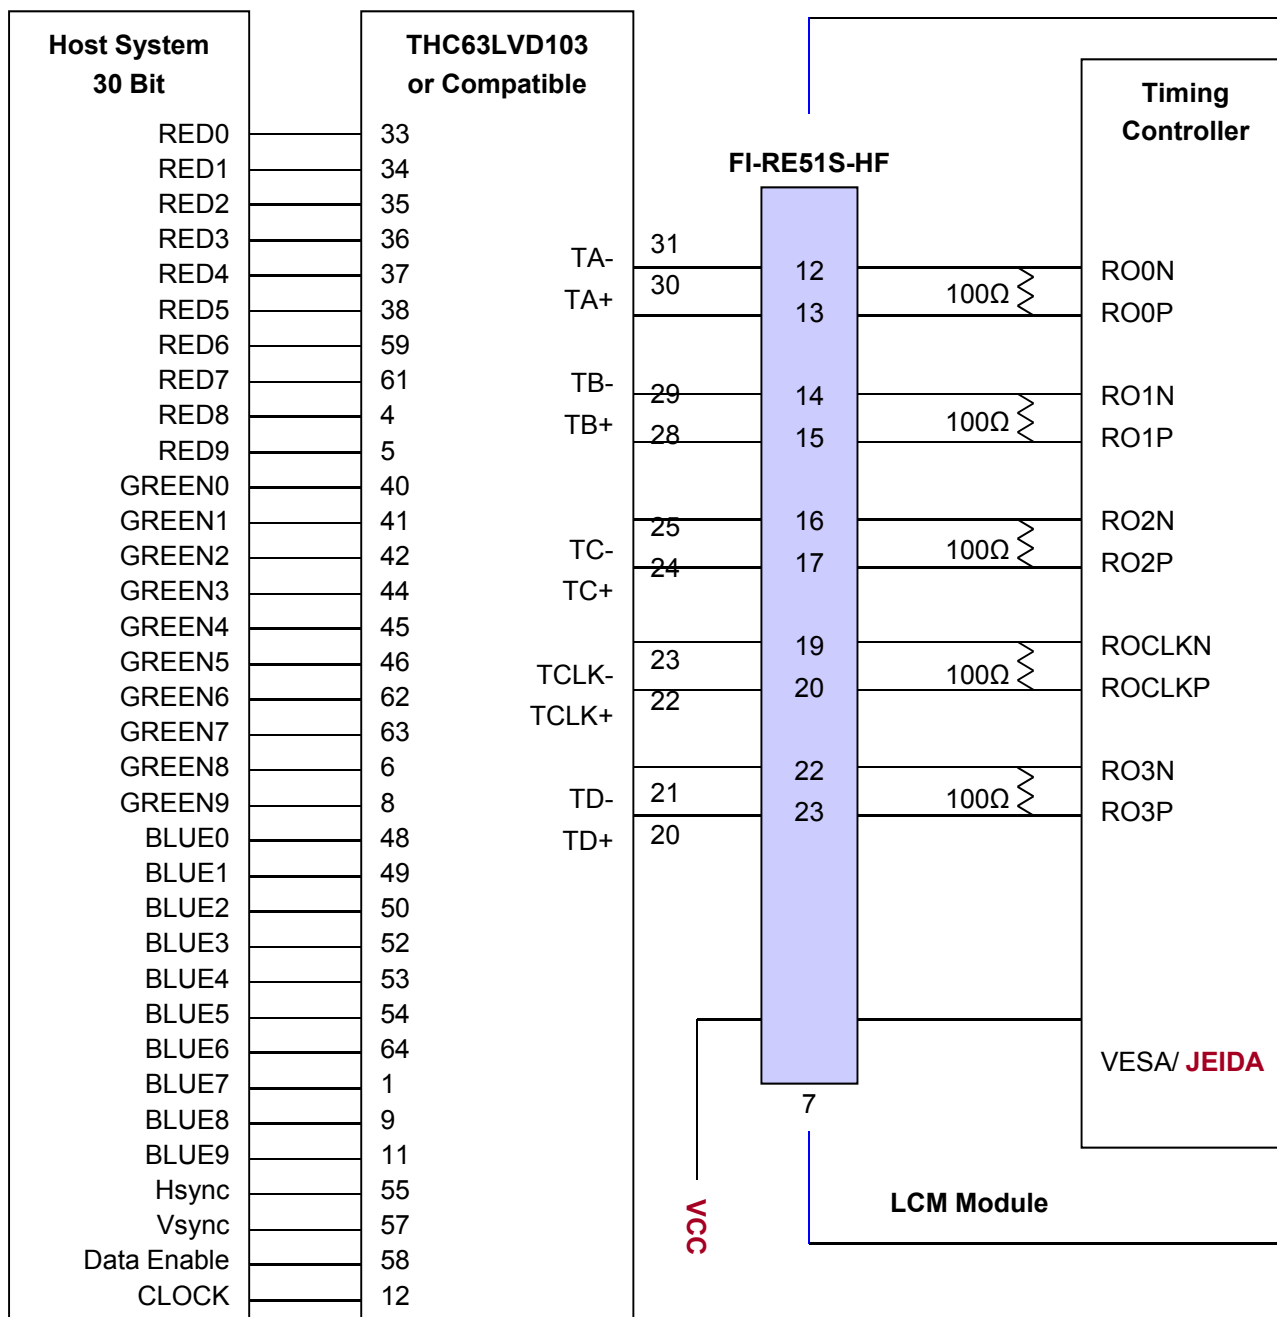 Host System
30 Bit
RED0 33
RED1 34
RED2 35
RED3 36
RED4 37
RED5 38
RED6 59
RED7 61
RED8 4
RED9 5
GREEN0 40
GREEN1 41
GREEN2 42
GREEN3 44
GREEN4 45
GREEN5 46
GREEN6 62
GREEN7 63
GREEN8 6
GREEN9 8
BLUE0 48
BLUE1 49
BLUE2 50
BLUE3 52
BLUE4 53
BLUE5 54
BLUE6 64
BLUE7 1
BLUE8 9
BLUE9 11
Hsync 55
Vsync 57
Data Enable 58
CLOCK 12
THC63LVD103
or Compatible
TA- 31
TA+ 30
TB- 29
TB+ 28
TC- 25
TC+ 24
TCLK- 23
TCLK+ 22
TD- 21
TD+ 20
FI-RE51S-HF
12
13
14
15
16
17
19
20
22
23
7
VCC
100Ω
100Ω
100Ω
100Ω
100Ω
Timing
Controller
RO0N
RO0P
RO1N
RO1P
RO2N
RO2P
ROCLKN
ROCLKP
RO3N
RO3P
VESA/ JEIDA
LCM Module